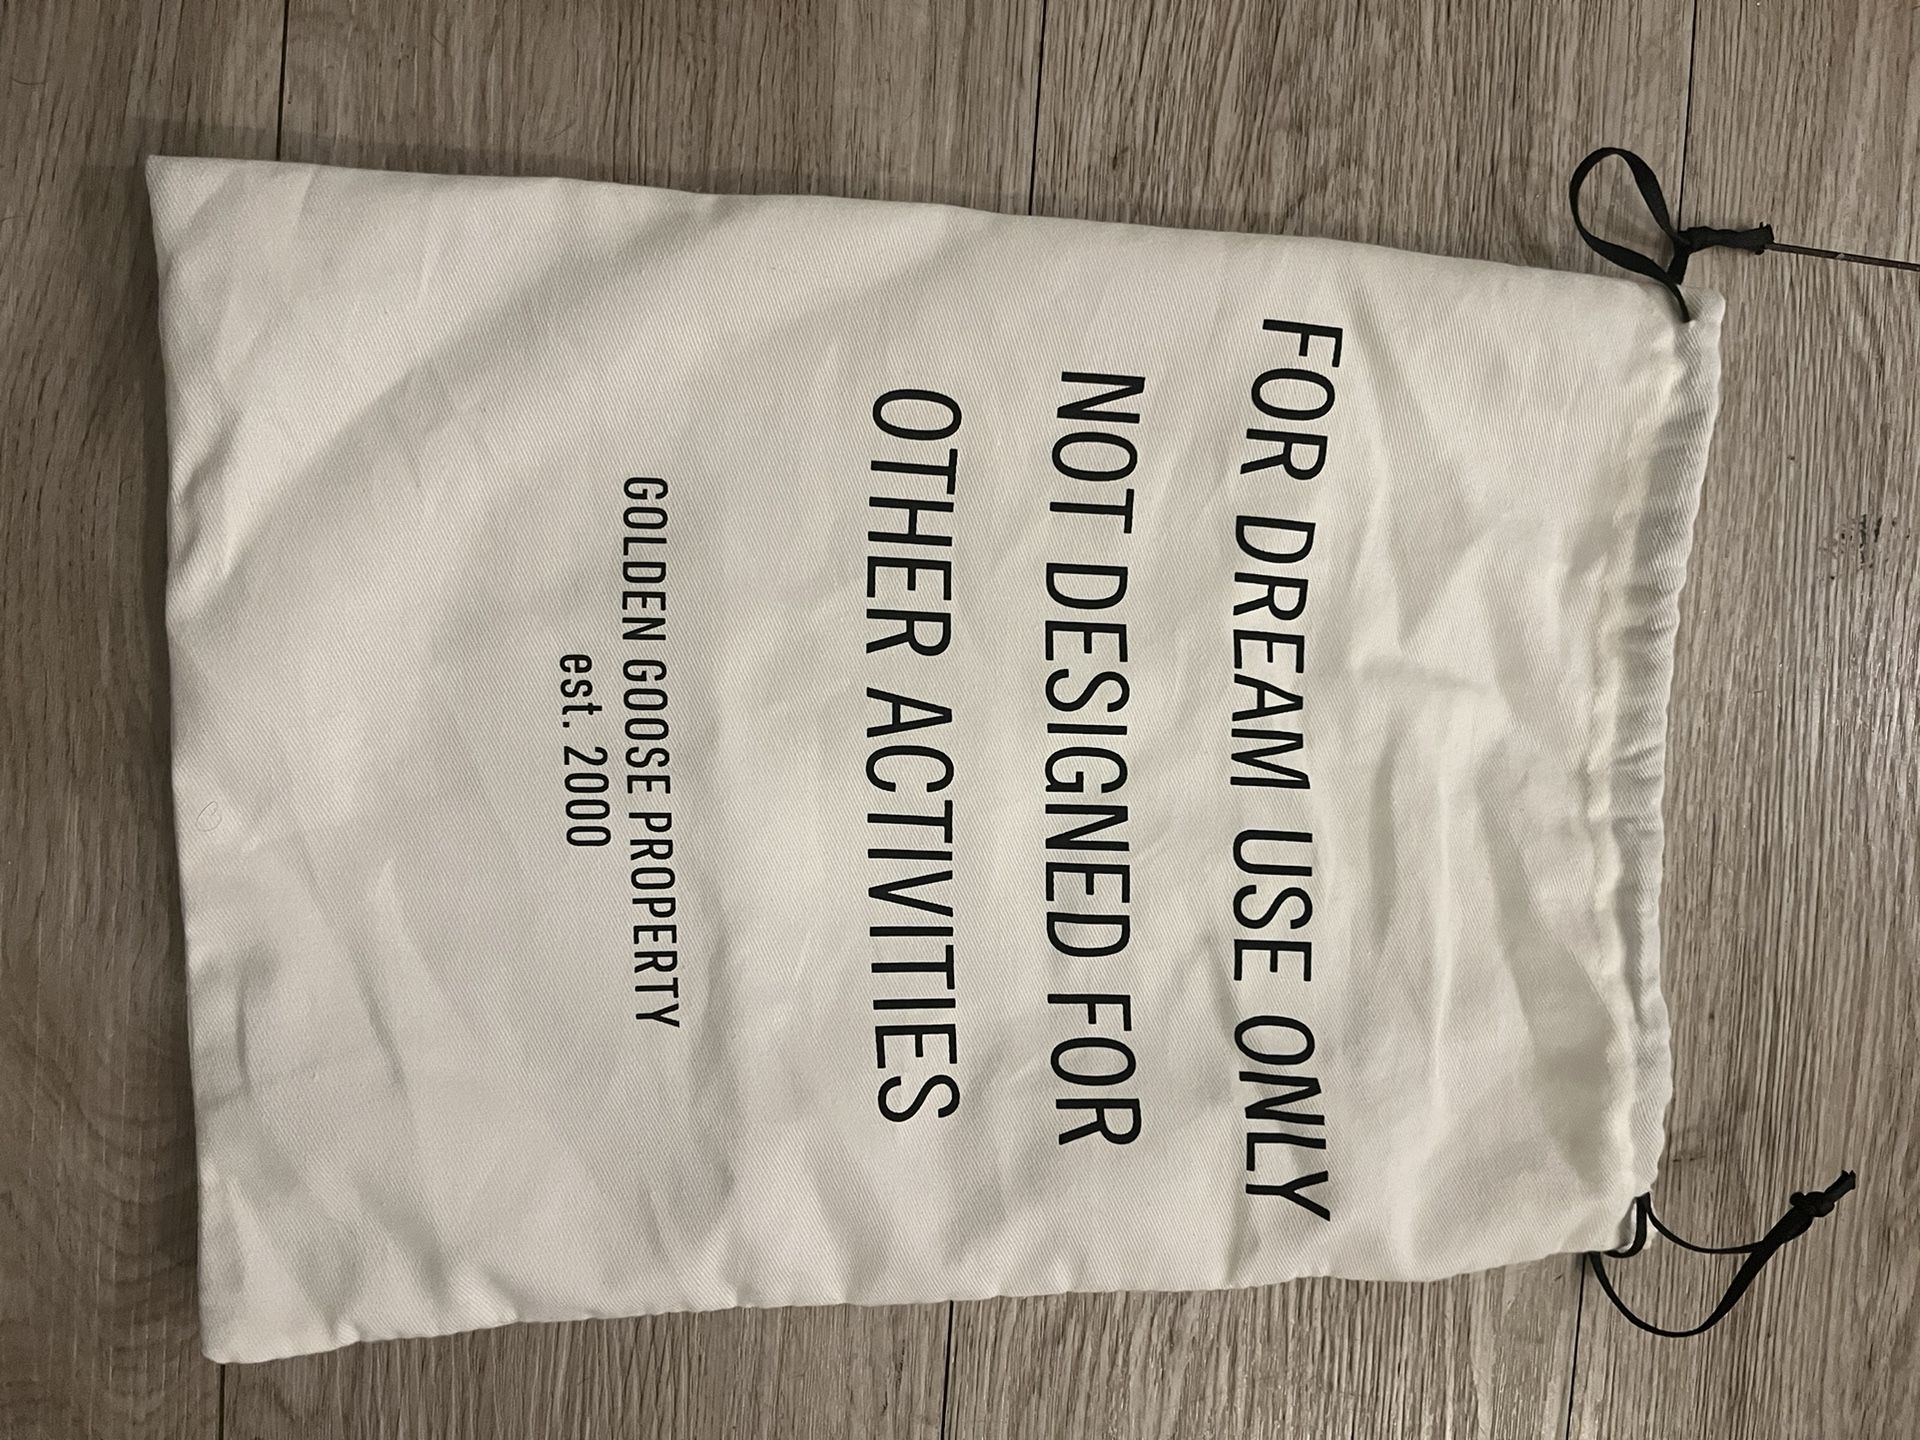 FOR DREAM USE ONLY
NOT DESIGNED FOR
OTHER ACTIVITIES
GOLDEN GOOSE PROPERTY
est. 2000